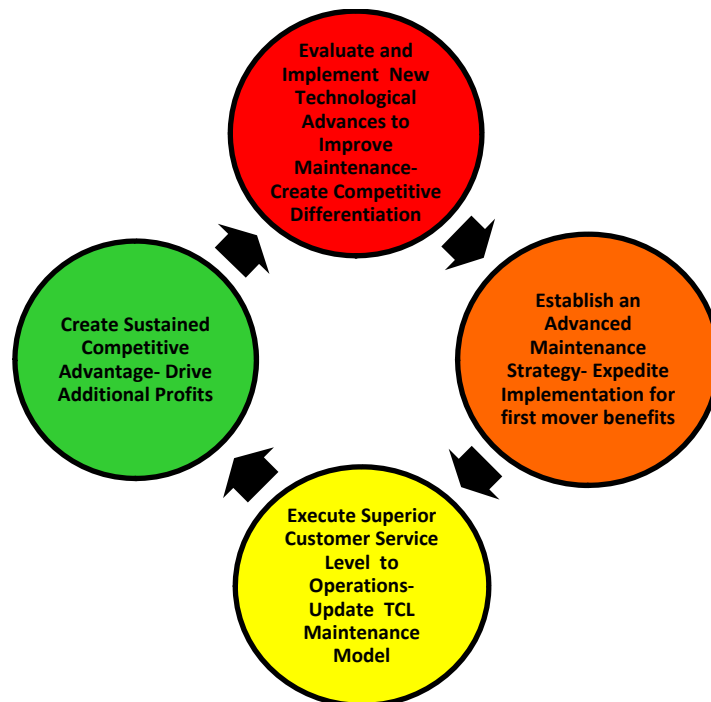 Evaluate and
Implement  New
Technological
Advances to
Improve
Maintenance-
Create Competitive
Differentiation
Establish an
Advanced
Maintenance
Strategy- Expedite
Implementation for
first mover benefits
Execute Superior
Customer Service
Level  to
Operations-
Update  TCL
Maintenance
Model
Create Sustained
Competitive
Advantage- Drive
Additional Profits